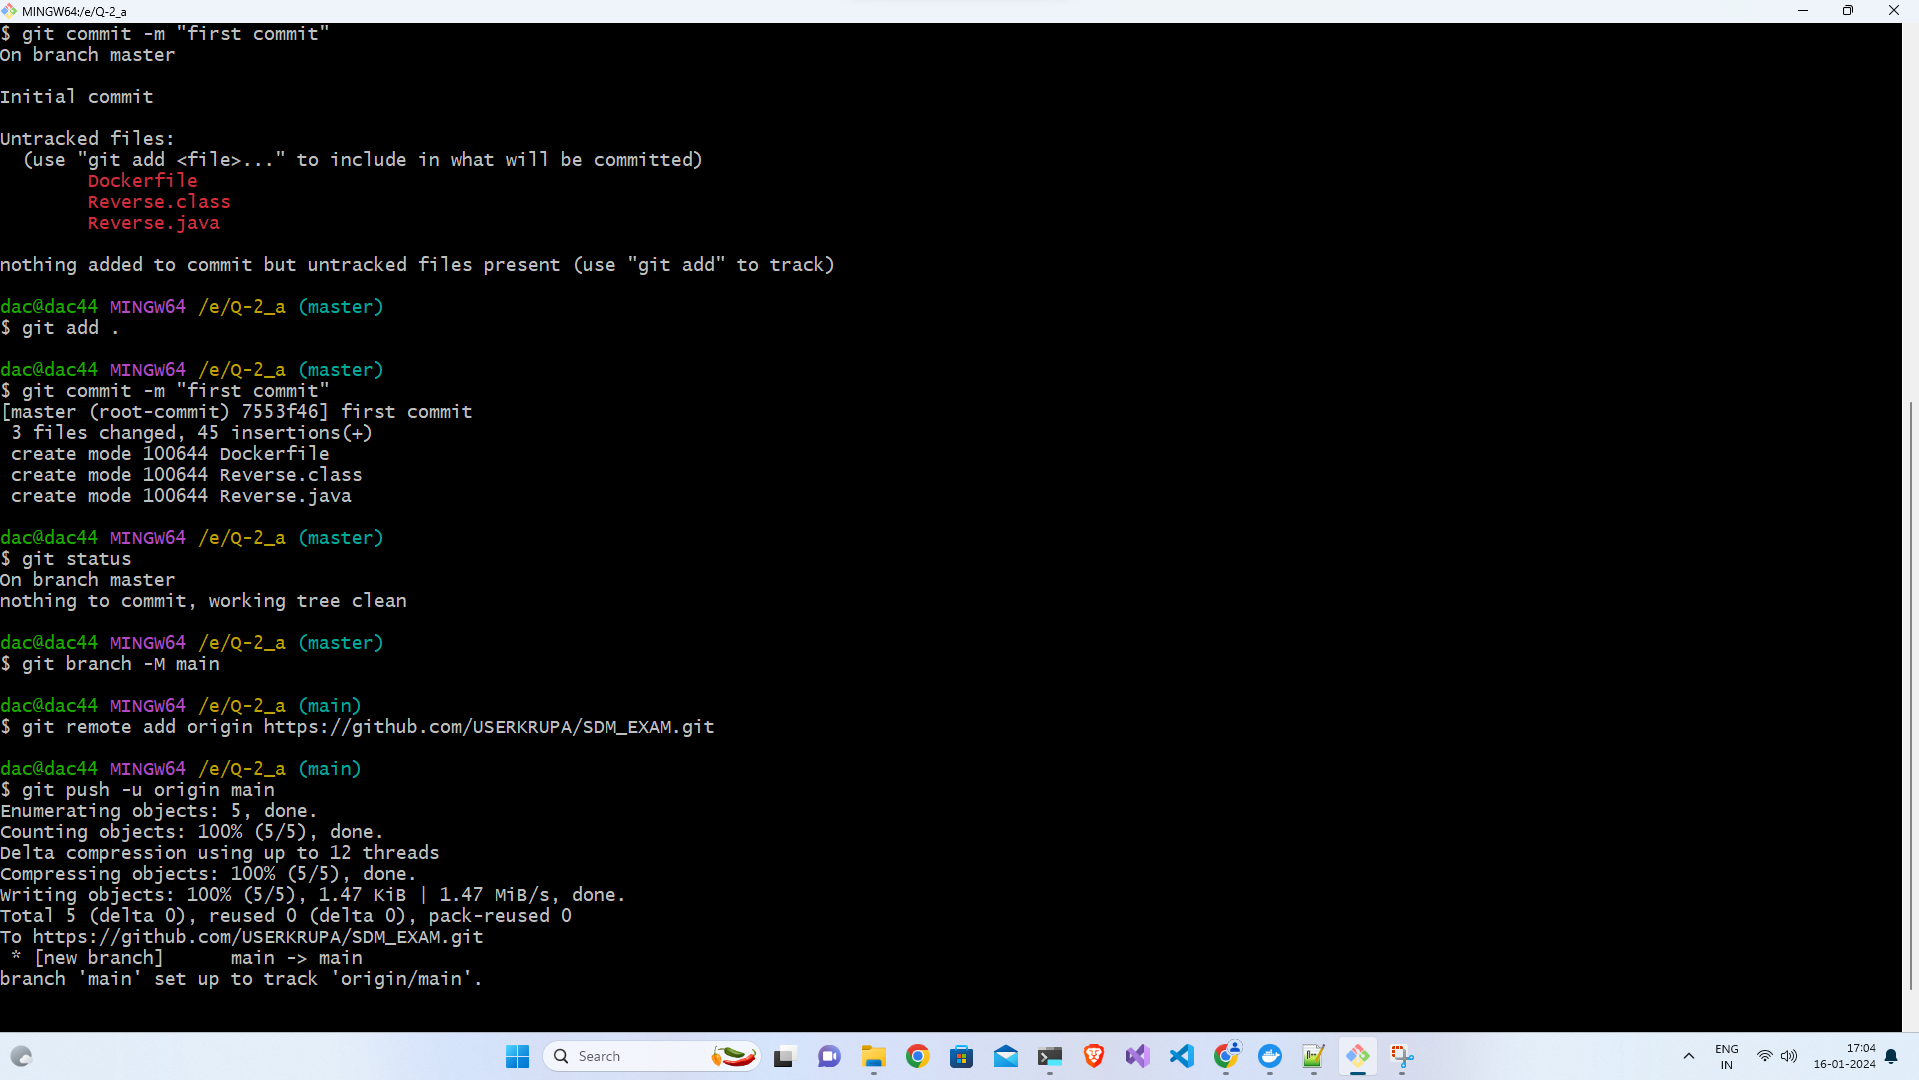 MINGW64:/e/Q-2_a
$ git commit -m "first commit"
On branch master
Initial commit
Untracked files:
  (use "git add <file>..." to include in what will be committed)
        Dockerfile
        Reverse.class
        Reverse.java
nothing added to commit but untracked files present (use "git add" to track)
dac@dac44 MINGW64 /e/Q-2_a (master)
$ git add .
dac@dac44 MINGW64 /e/Q-2_a (master)
$ git commit -m "first commit"
[master (root-commit) 7553f46] first commit
 3 files changed, 45 insertions(+)
 create mode 100644 Dockerfile
 create mode 100644 Reverse.class
 create mode 100644 Reverse.java
dac@dac44 MINGW64 /e/Q-2_a (master)
$ git status
On branch master
nothing to commit, working tree clean
dac@dac44 MINGW64 /e/Q-2_a (master)
$ git branch -M main
dac@dac44 MINGW64 /e/Q-2_a (main)
$ git remote add origin https://github.com/USERKRUPA/SDM_EXAM.git
dac@dac44 MINGW64 /e/Q-2_a (main)
$ git push -u origin main
Enumerating objects: 5, done.
Counting objects: 100% (5/5), done.
Delta compression using up to 12 threads
Compressing objects: 100% (5/5), done.
Writing objects: 100% (5/5), 1.47 KiB | 1.47 MiB/s, done.
Total 5 (delta 0), reused 0 (delta 0), pack-reused 0
To https://github.com/USERKRUPA/SDM_EXAM.git
 * [new branch]      main -> main
branch 'main' set up to track 'origin/main'.
Search
ENG
IN
17:04
16-01-2024